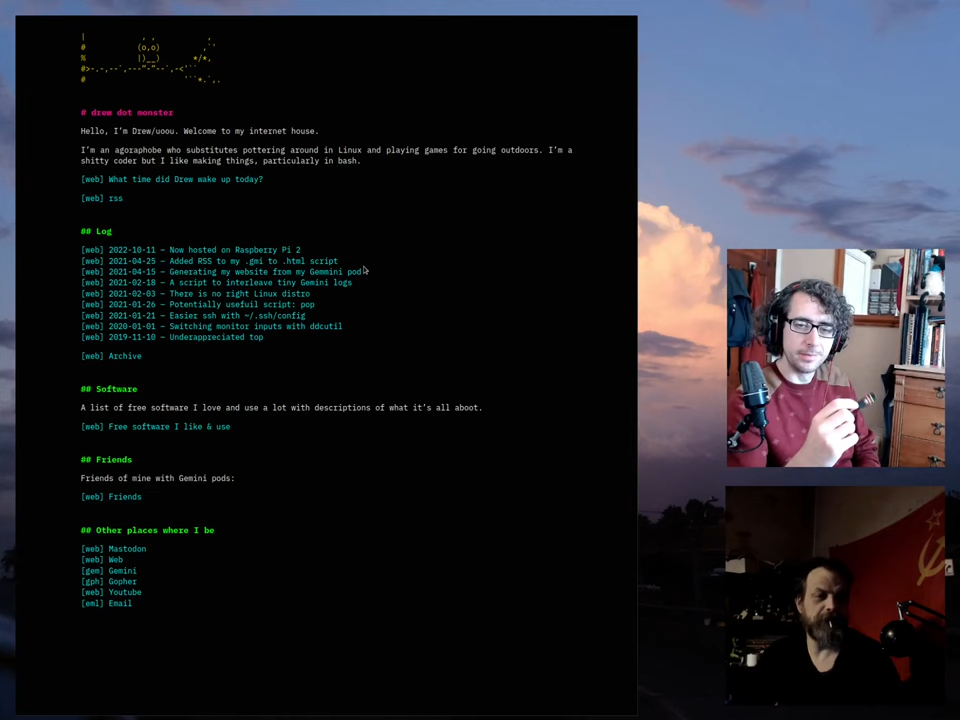 # drew dot monster
Hello, I'm Drew/uoou. Welcome to my internet house.
I'm an agoraphobe who substitutes pottering around in Linux and playing games for going outdoors. I'm a
shitty coder but I like making things, particularly in bash.
[web] What time did Drew wake up today?
[web] rss
## Log
[web] 2022-10-11 – Now hosted on Raspberry Pi 2
[web] 2021-04-25 – Added RSS to my .gmi to .html script
[web] 2021-04-15 – Generating my website from my Gemmini pod
[web] 2021-02-18 – A script to interleave tiny Gemini logs
[web] 2021-02-03 – There is no right Linux distro
[web] 2021-01-26 – Potentially usefuil script: pop
[web] 2021-01-21 – Easier ssh with ~/.ssh/config
[web] 2020-01-01 – Switching monitor inputs with ddcutil
[web] 2019-11-10 – Underappreciated top
[web] Archive
## Software
A list of free software I love and use a lot with descriptions of what it's all aboot.
[web] Free software I like & use
## Friends
Friends of mine with Gemini pods:
[web] Friends
## Other places where I be
[web] Mastodon
[web] Web
[gem] Gemini
[gph] Gopher
[web] Youtube
[eml] Email